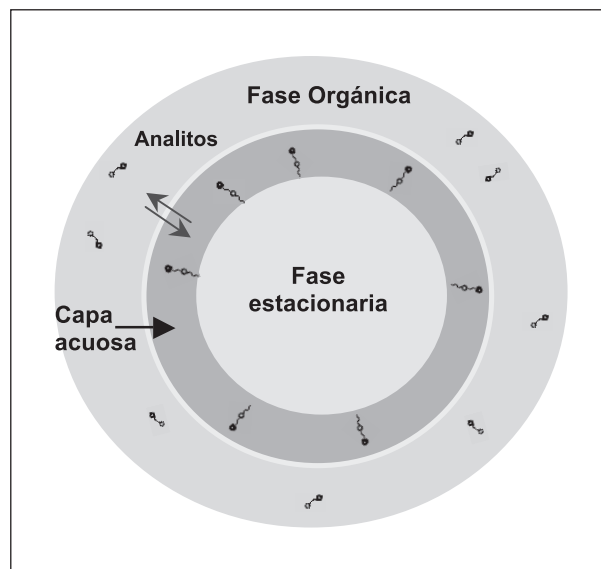 Fase Orgánica
Analitos
Fase
estacionaria
Capa
acuosa